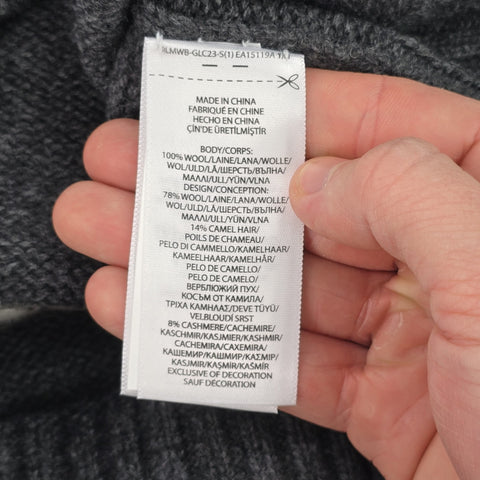 RLMWB-GLC23-S(1) EA15119A
MADE IN CHINA
FABRIQUÉ EN CHINE
HECHO EN CHINA
ÇİN'DE ÜRETİLMİŞTİR
BODY/CORPS:
100% WOOL/LAINE/LANA/WOLLE/
WOL/ULD/LÃ/ШЕРСТЬ/ВЪЛНА/
ΜΑΛΛΙ/ULL/YÜN/VLNA
DESIGN/CONCEPTION:
78% WOOL/LAINE/LANA/WOLLE/
WOL/ULD/LÃ/ШЕРСТЬ/ВЪЛНА/
ΜΑΛΛΙ/ULL/YÜN/VLNA
14% CAMEL HAIR/
POILS DE CHAMEAU/
PELO DI CAMMELLO/KAMELHAAR/
KAMEELHAAR/KAMELHÅR/
PELO DE CAMELLO/
PELO DE CAMELO/
ВЕРБЛЮЖИЙ ПУХ/
КОСЪМ ОТ КАМИЛА/
ΤΡΙΧΑ ΚΑΜΗΛΑΣ/DEVE TÜYÜ/
VELBLOUDÍ SRST
8% CASHMERE/CACHEMIRE/
KASCHMIR/KASJMIER/KASHMIR/
CACHEMIRA/CAXEMIRA/
КАШЕМИР/КАШМИР/ΚΑΣΜΙΡ/
KASJMIR/KAŞMİR/KAŠMÍR
EXCLUSIVE OF DECORATION
SAUF DÉCORATION